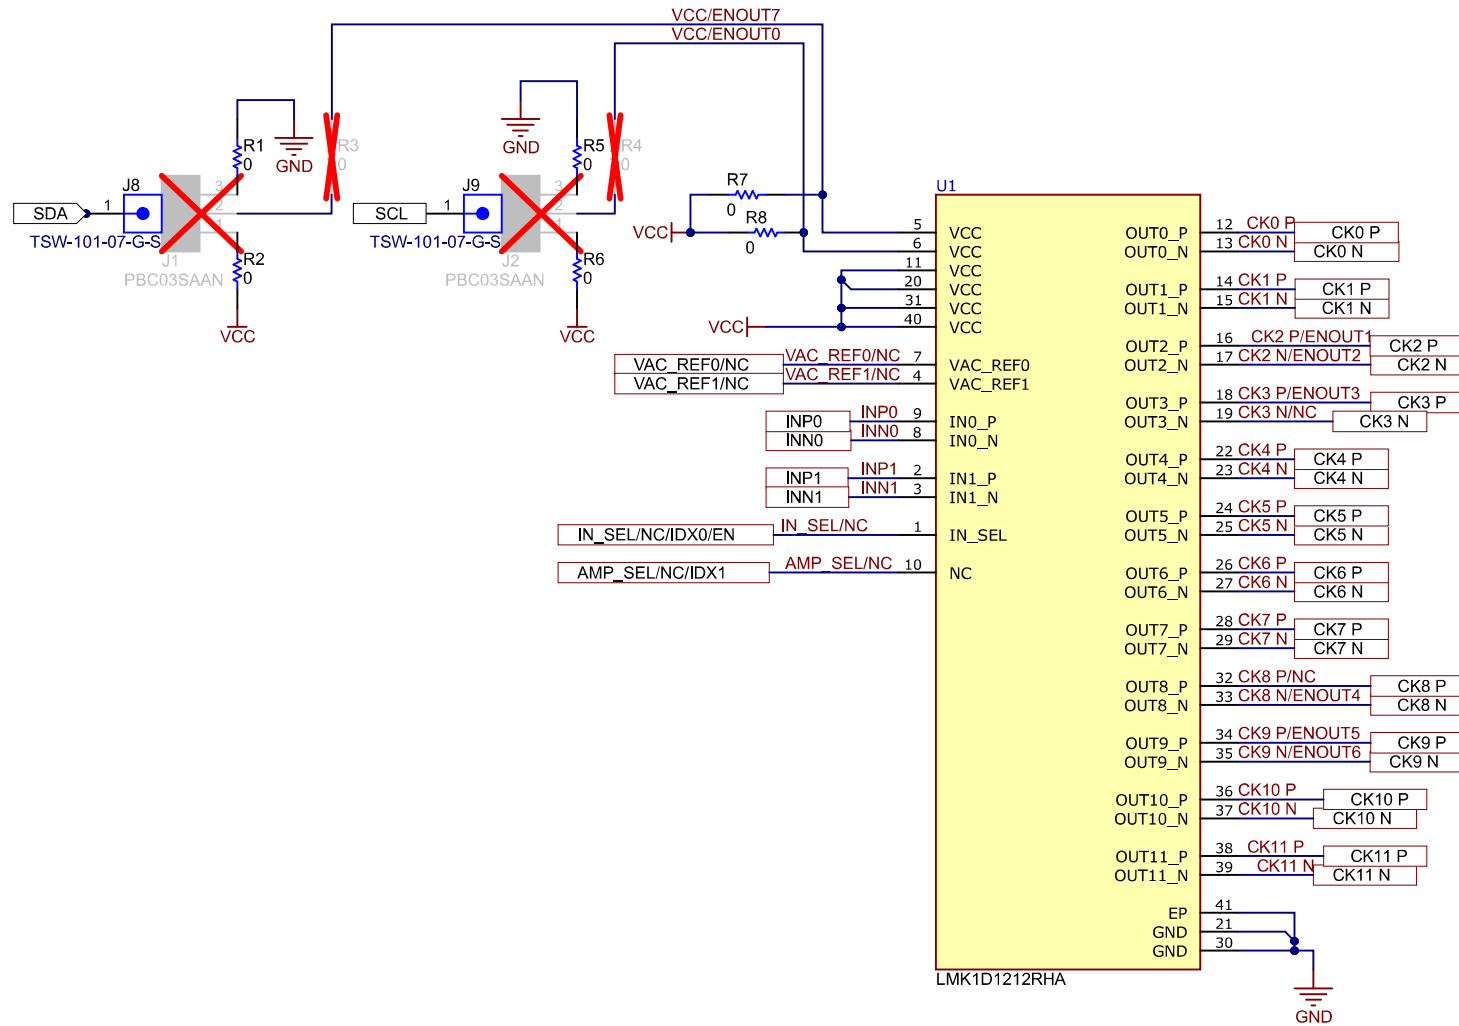 VCC/ENOUT7
VCC/ENOUT0
R1
0
GND
R3
0
GND
R5
0
R4
0
J8
1
SDA
TSW-101-07-G-S
3
2
1
J1
PBC03SAAN
R2
0
VCC
J9
1
SCL
TSW-101-07-G-S
3
2
1
J2
PBC03SAAN
R6
0
VCC
R7
0
R8
0
VCC
VCC
U1
5 VCC
6 VCC
11 VCC
20 VCC
31 VCC
40 VCC
VAC_REF0/NC VAC_REF0/NC 7 VAC_REF0
VAC_REF1/NC VAC_REF1/NC 4 VAC_REF1
INP0 INP0 9 IN0_P
INN0 INN0 8 IN0_N
INP1 INP1 2 IN1_P
INN1 INN1 3 IN1_N
IN_SEL/NC/IDX0/EN IN_SEL/NC 1 IN_SEL
AMP_SEL/NC/IDX1 AMP_SEL/NC 10 NC
OUT0_P 12 CK0 P CK0 P
OUT0_N 13 CK0 N CK0 N
OUT1_P 14 CK1 P CK1 P
OUT1_N 15 CK1 N CK1 N
OUT2_P 16 CK2 P/ENOUT1 CK2 P
OUT2_N 17 CK2 N/ENOUT2 CK2 N
OUT3_P 18 CK3 P/ENOUT3 CK3 P
OUT3_N 19 CK3 N/NC CK3 N
OUT4_P 22 CK4 P CK4 P
OUT4_N 23 CK4 N CK4 N
OUT5_P 24 CK5 P CK5 P
OUT5_N 25 CK5 N CK5 N
OUT6_P 26 CK6 P CK6 P
OUT6_N 27 CK6 N CK6 N
OUT7_P 28 CK7 P CK7 P
OUT7_N 29 CK7 N CK7 N
OUT8_P 32 CK8 P/NC CK8 P
OUT8_N 33 CK8 N/ENOUT4 CK8 N
OUT9_P 34 CK9 P/ENOUT5 CK9 P
OUT9_N 35 CK9 N/ENOUT6 CK9 N
OUT10_P 36 CK10 P CK10 P
OUT10_N 37 CK10 N CK10 N
OUT11_P 38 CK11 P CK11 P
OUT11_N 39 CK11 N CK11 N
EP 41
GND 21
GND 30
LMK1D1212RHA
GND